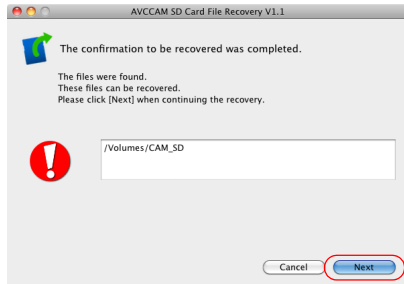 AVCCAM SD Card File Recovery V1.1
The confirmation to be recovered was completed.
The files were found.
These files can be recovered.
Please click [Next] when continuing the recovery.
/Volumes/CAM_SD
Cancel
Next